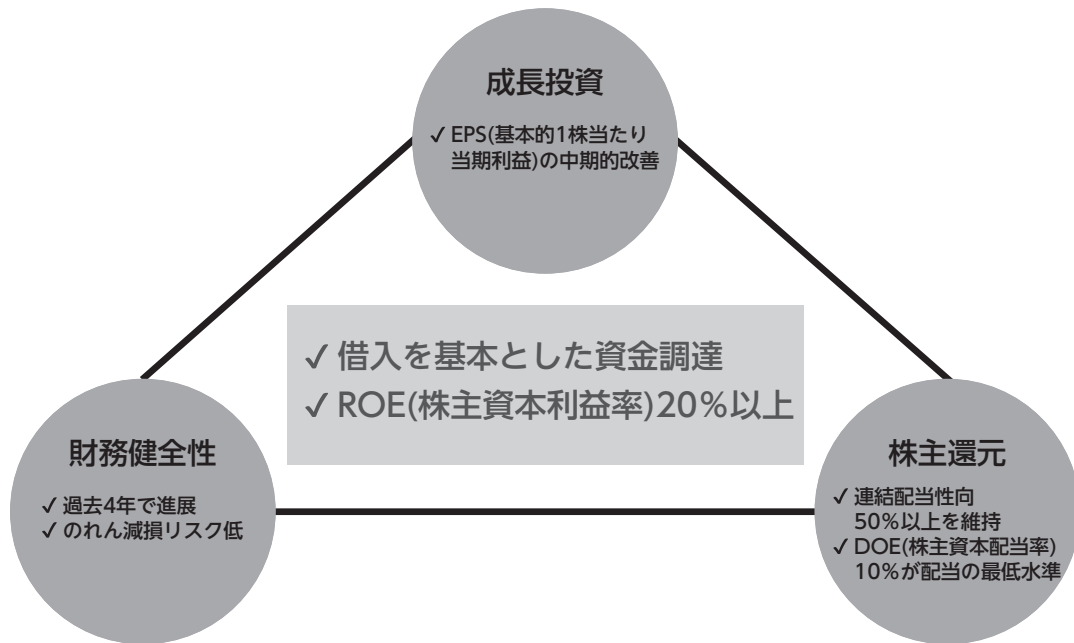 成長投資
✓ EPS(基本的1株当たり
当期利益)の中期的改善
✓ 借入を基本とした資金調達
✓ ROE(株主資本利益率)20%以上
財務健全性
✓ 過去4年で進展
✓ のれん減損リスク低
株主還元
✓ 連結配当性向
50%以上を維持
✓ DOE(株主資本配当率)
10%が配当の最低水準